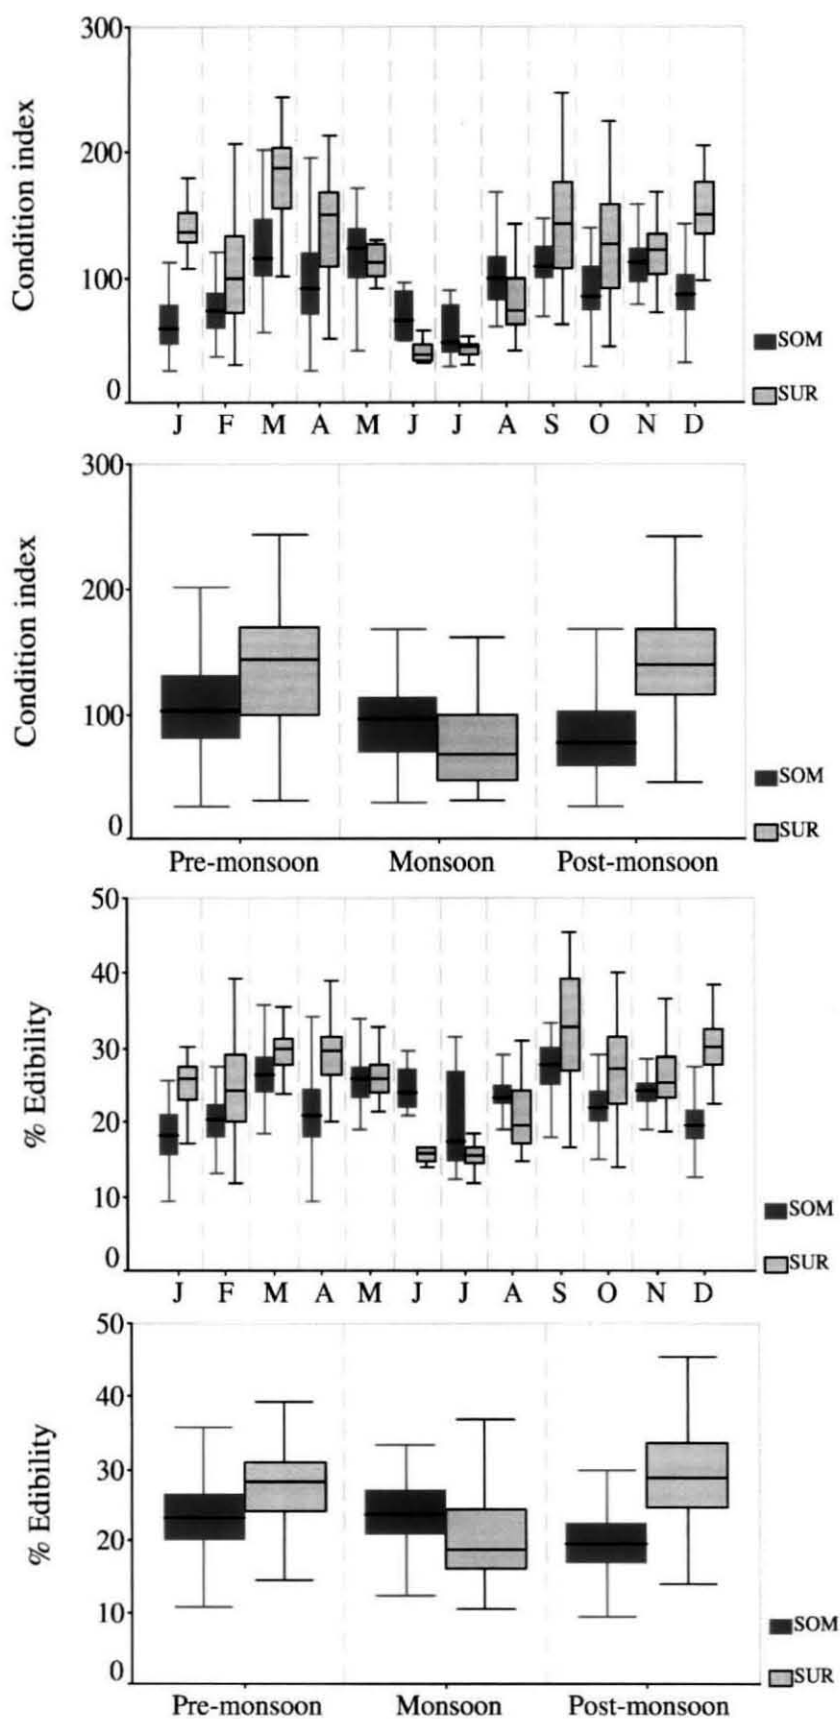 300
200
100
0
Condition index
SOM
SUR
J F M A M J J A S O N D
300
200
100
0
Condition index
SOM
SUR
Pre-monsoon Monsoon Post-monsoon
50
40
30
20
10
0
% Edibility
SOM
SUR
J F M A M J J A S O N D
50
40
30
20
10
0
% Edibility
SOM
SUR
Pre-monsoon Monsoon Post-monsoon